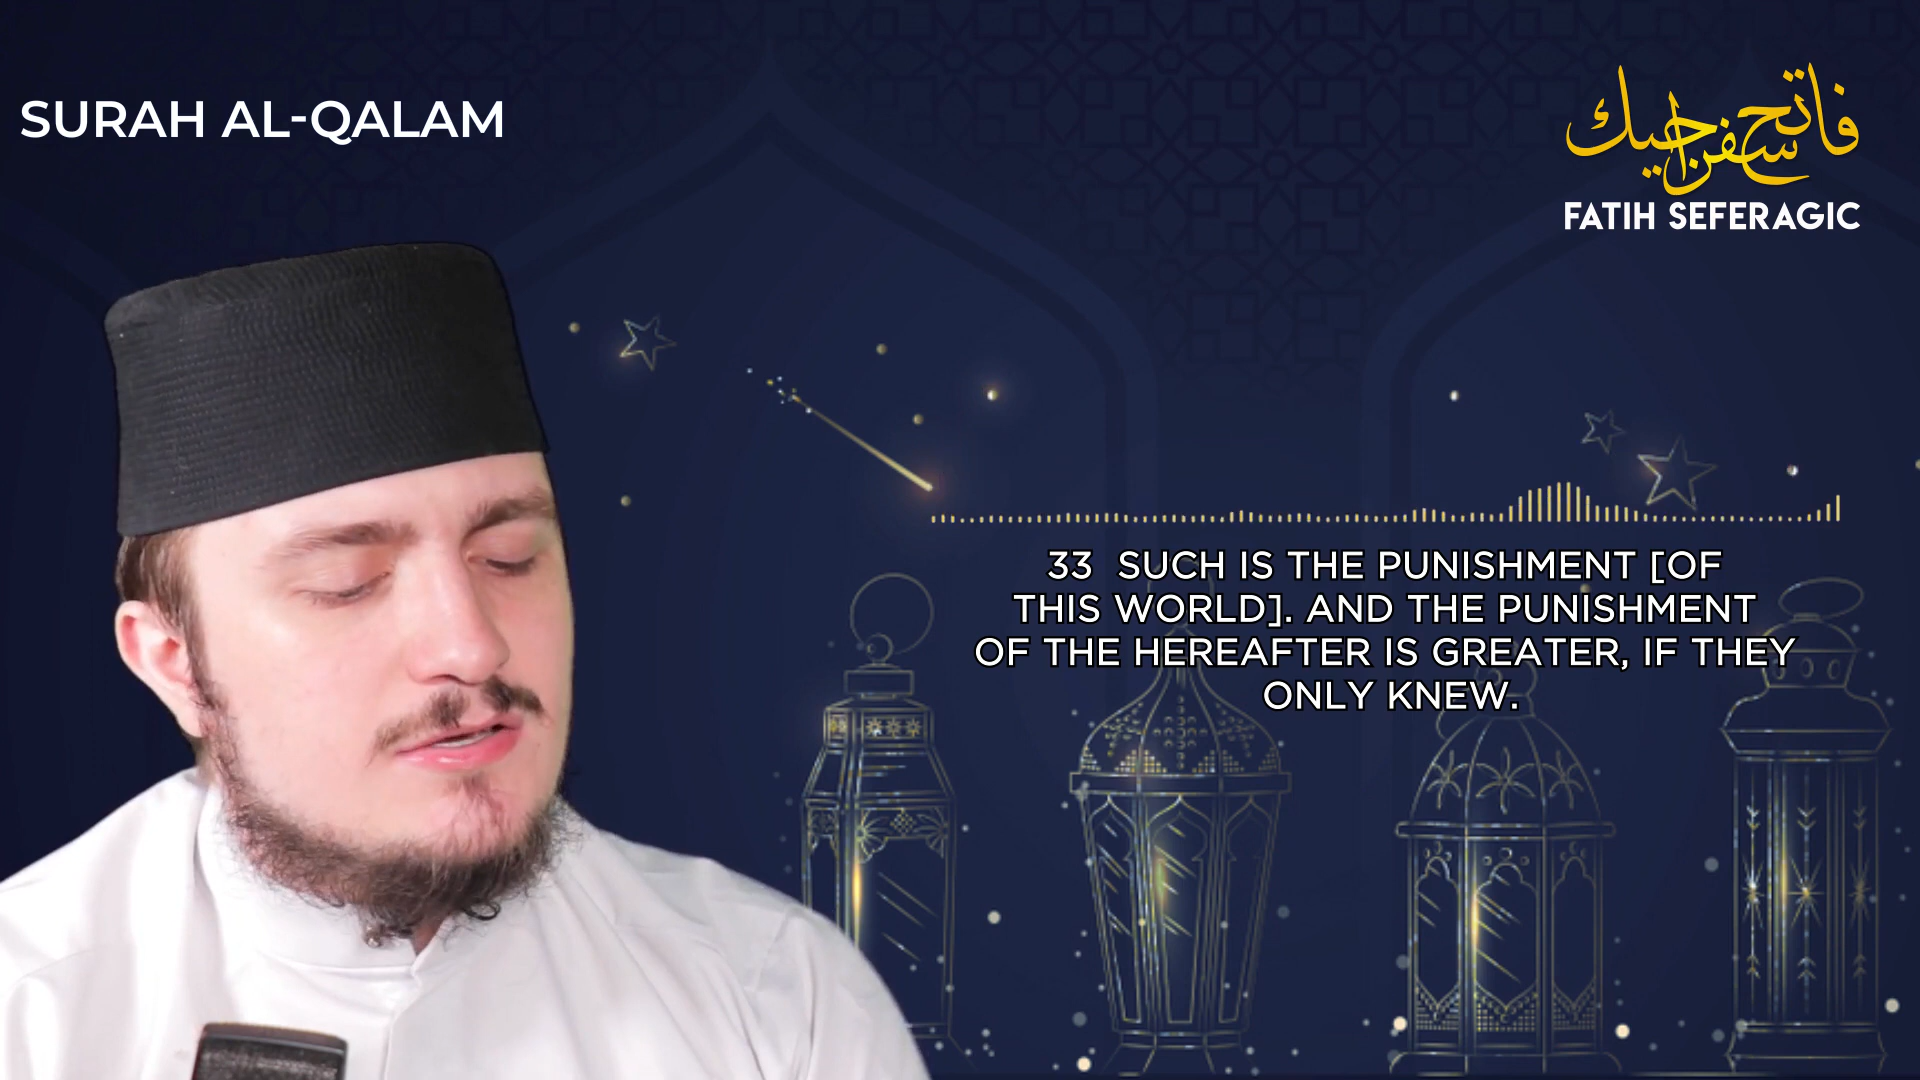 SURAH AL-QALAM
فاتح سفراجيك
FATIH SEFERAGIC
33 SUCH IS THE PUNISHMENT [OF
THIS WORLD]. AND THE PUNISHMENT
OF THE HEREAFTER IS GREATER, IF THEY
ONLY KNEW.